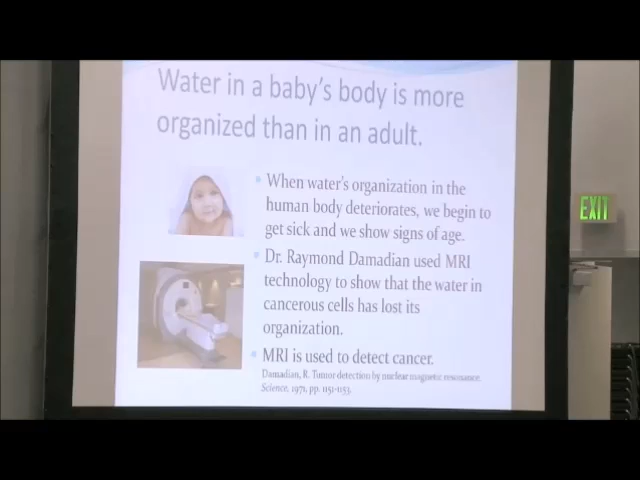 Water in a baby's body is more
organized than in an adult.
When water's organization in the
human body deteriorates, we begin to
get sick and we show signs of age.
Dr. Raymond Damadian used MRI
technology to show that the water in
cancerous cells has lost its
organization.
MRI is used to detect cancer.
Damadian, R. Tumor detection by nuclear magnetic resonance.
Science, 1971, pp. 1151-1153.
EXIT